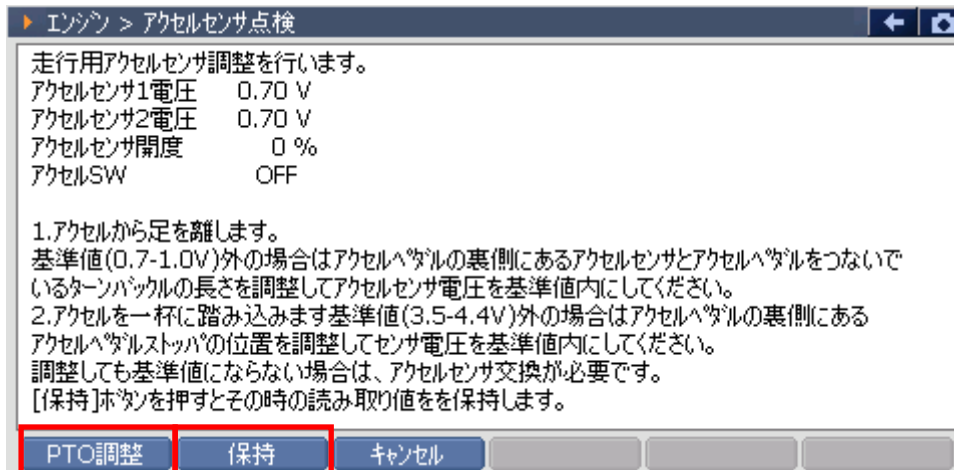 エンジン > アクセルセンサ点検
走行用アクセルセンサ調整を行います。
アクセルセンサ1電圧 0.70 V
アクセルセンサ2電圧 0.70 V
アクセルセンサ開度 0 %
アクセルSW OFF
1.アクセルから足を離します。
基準値(0.7-1.0V)外の場合はアクセルペダルの裏側にあるアクセルセンサとアクセルペダルをつないで
いるターンバックルの長さを調整してアクセルセンサ電圧を基準値内にしてください。
2.アクセルを一杯に踏み込みます基準値(3.5-4.4V)外の場合はアクセルペダルの裏側にある
アクセルペダルストッパの位置を調整してセンサ電圧を基準値内にしてください。
調整しても基準値にならない場合は、アクセルセンサ交換が必要です。
[保持]ボタンを押すとその時の読み取り値をを保持します。
PTO調整 保持 キャンセル